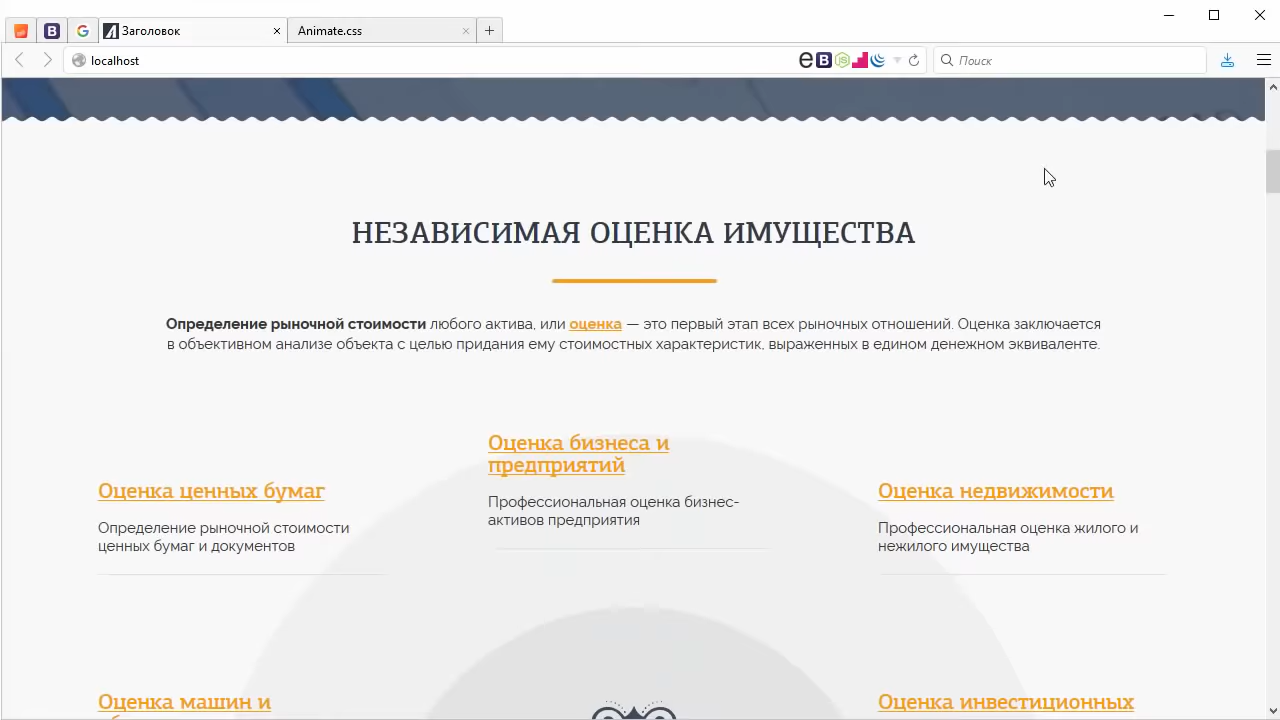 Заголовок
Animate.css
localhost
Поиск
НЕЗАВИСИМАЯ ОЦЕНКА ИМУЩЕСТВА
Определение рыночной стоимости любого актива, или оценка — это первый этап всех рыночных отношений. Оценка заключается
в объективном анализе объекта с целью придания ему стоимостных характеристик, выраженных в едином денежном эквиваленте.
Оценка ценных бумаг
Определение рыночной стоимости
ценных бумаг и документов
Оценка бизнеса и
предприятий
Профессиональная оценка бизнес-
активов предприятия
Оценка недвижимости
Профессиональная оценка жилого и
нежилого имущества
Оценка машин и
Оценка инвестиционных